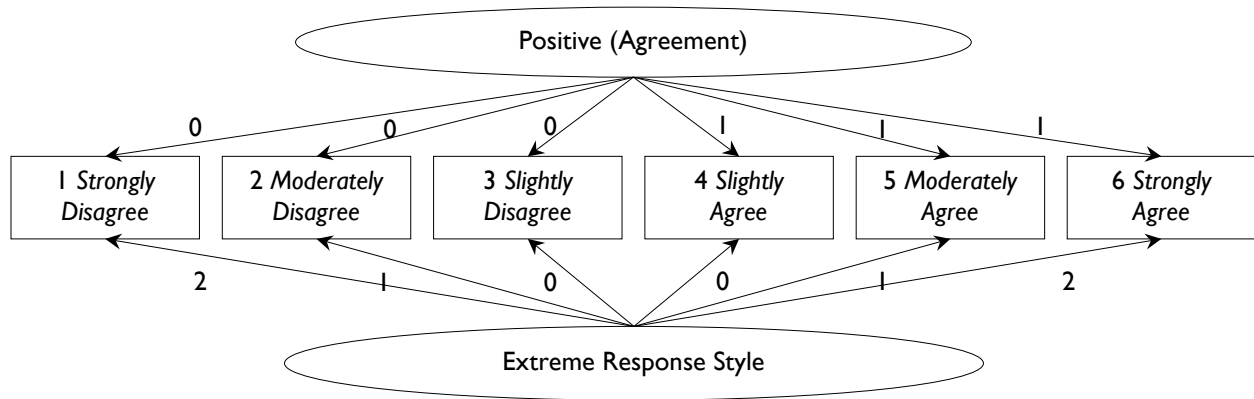 Positive (Agreement)
0 0 0 1 1 1
1 Strongly Disagree
2 Moderately Disagree
3 Slightly Disagree
4 Slightly Agree
5 Moderately Agree
6 Strongly Agree
2 1 0 0 1 2
Extreme Response Style